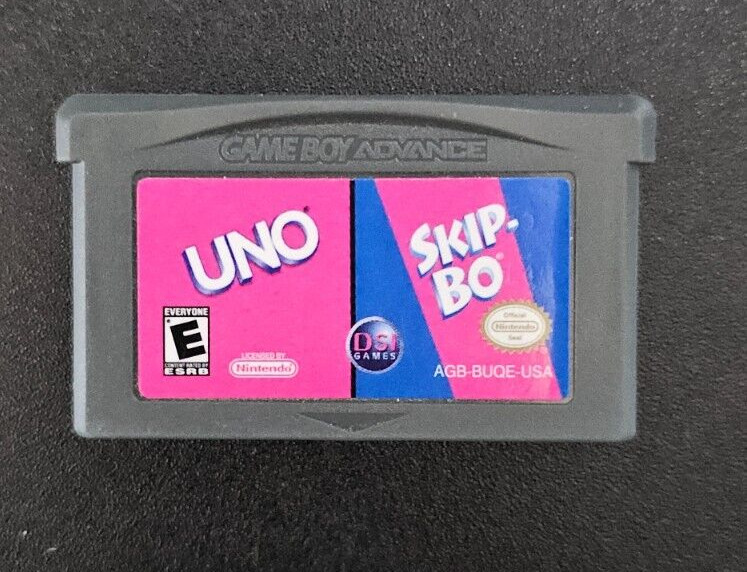 GAME BOY ADVANCE
UNO
SKIP-
BO
EVERYONE
E
CONTENT RATED BY
ESRB
LICENSED BY
Nintendo
DSI
GAMES
Official
Nintendo
Seal
AGB-BUQE-USA